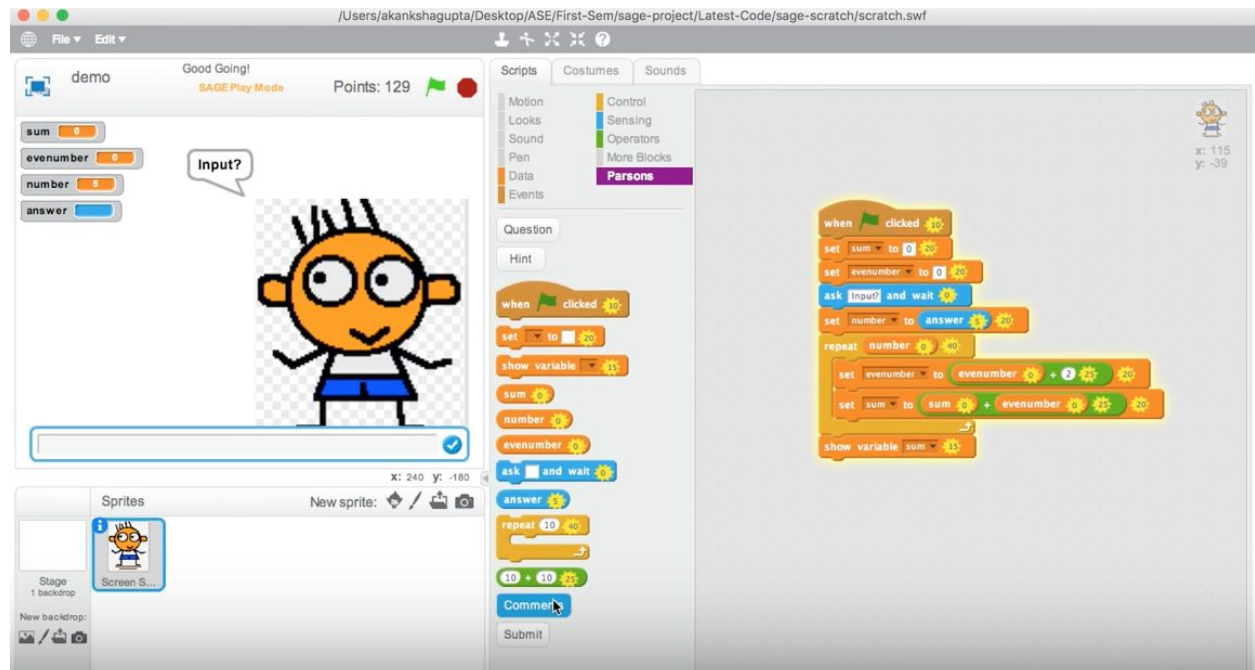 /Users/akankshagupta/Desktop/ASE/First-Sem/sage-project/Latest-Code/sage-scratch/scratch.swf
File ▾ Edit ▾
demo
Good Going!
SAGE Play Mode
Points: 129
sum 0
evenumber 0
number 5
answer
Input?
X: 240 y: -180
Sprites
New sprite:
Stage
1 backdrop
New backdrop:
Screen S...
Scripts Costumes Sounds
Motion Control
Looks Sensing
Sound Operators
Pen More Blocks
Data Parsons
Events
Question
Hint
when clicked 10
set to 20
show variable 15
sum 0
number 0
evenumber 0
ask and wait 0
answer 5
repeat 10 40
10 + 10 25
Comments
Submit
when clicked 10
set sum to 0 20
set evenumber to 0 20
ask Input? and wait 0
set number to answer 5 20
repeat number 0 40
set evenumber to evenumber 0 + 2 25 20
set sum to sum 0 + evenumber 0 25 20
show variable sum 15
x: 115
y: -39